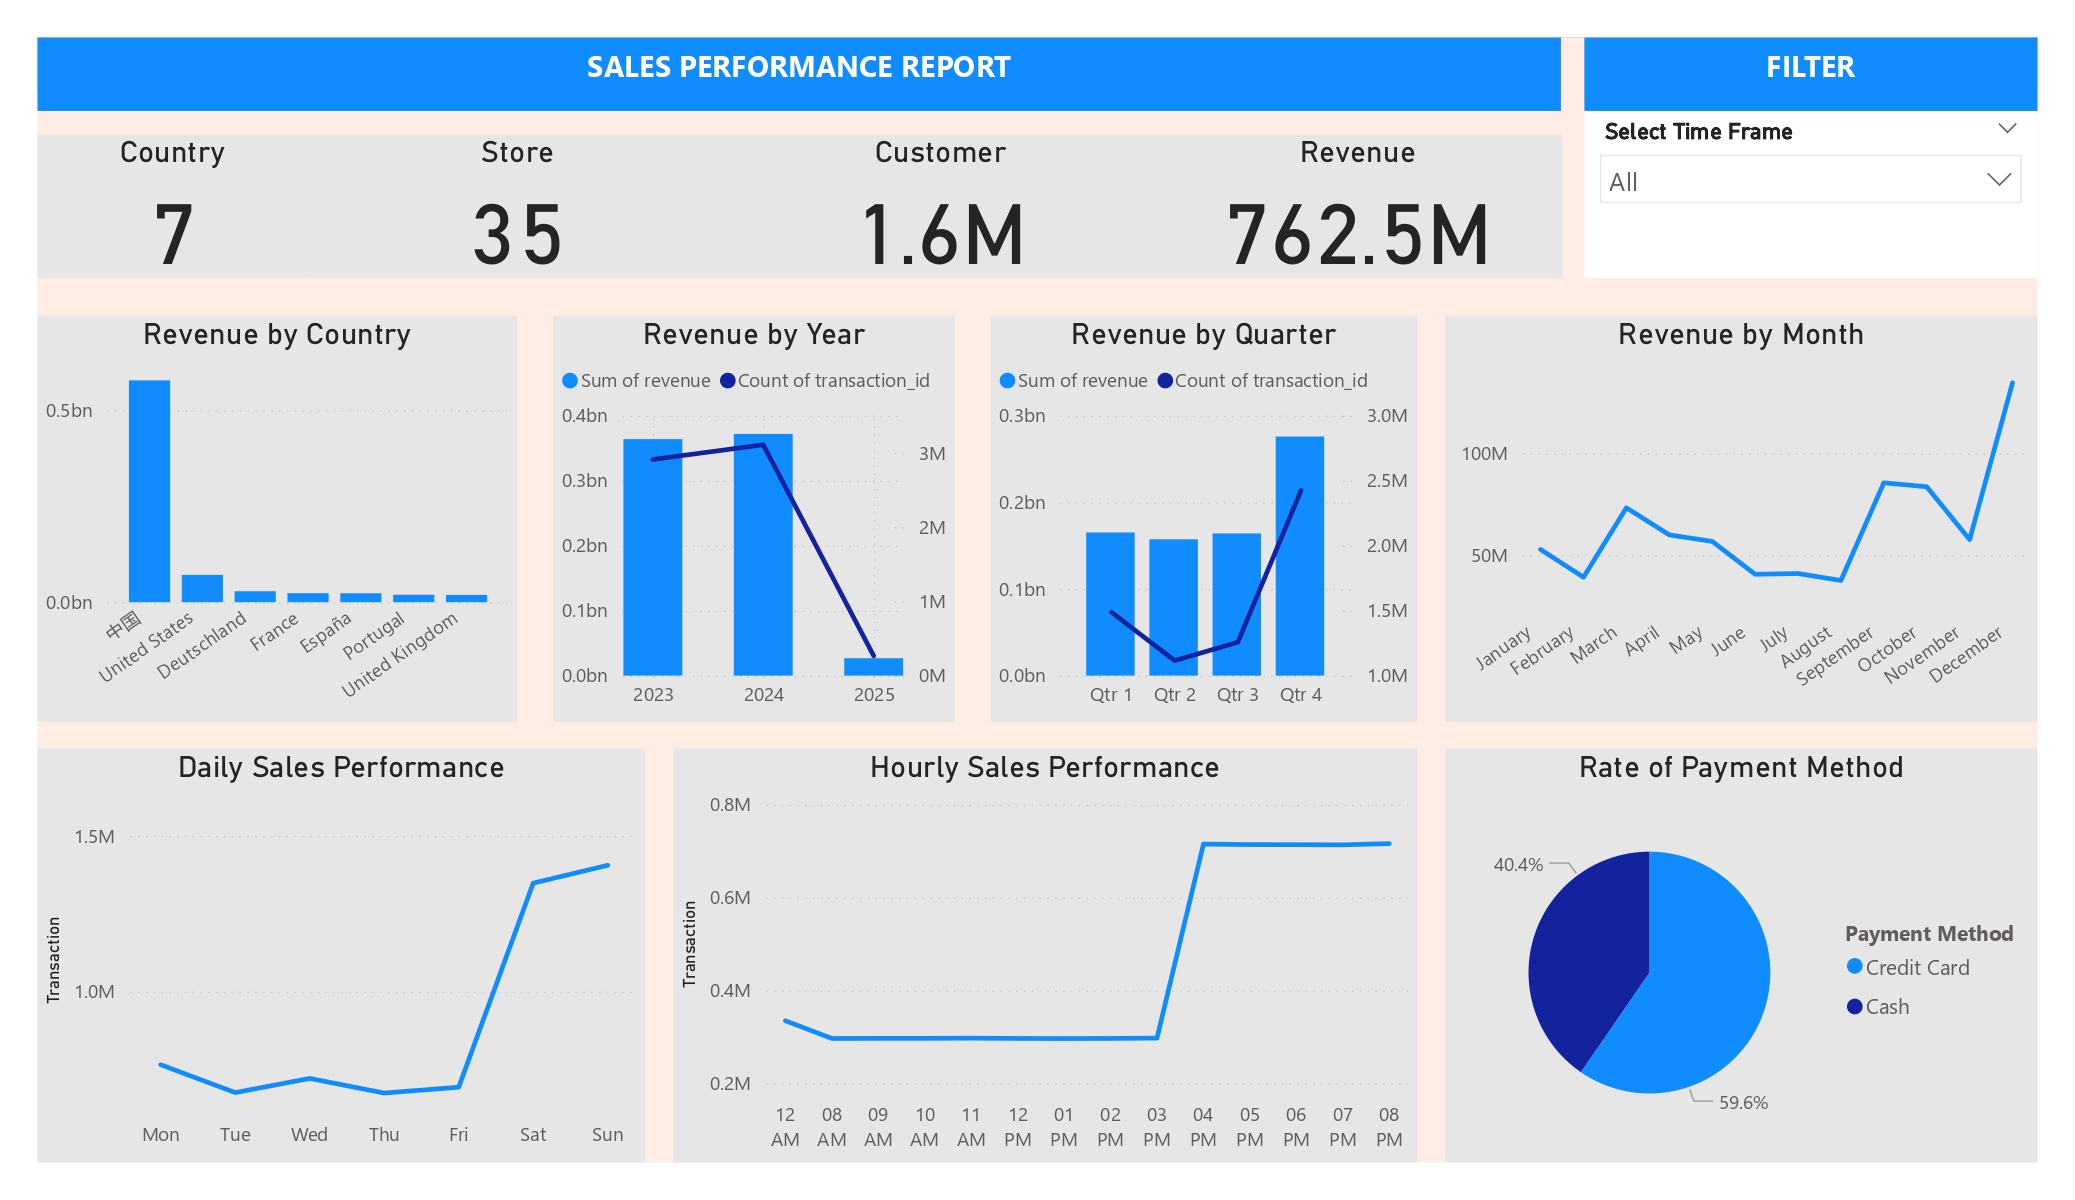 SALES PERFORMANCE REPORT
FILTER
Country
Store
Customer
Revenue
7
35
1.6M
762.5M
Select Time Frame
All
Revenue by Country
0.5bn
0.0bn
中国
United States
Deutschland
France
España
Portugal
United Kingdom
Revenue by Year
Sum of revenue
Count of transaction_id
0.4bn
0.3bn
0.2bn
0.1bn
0.0bn
3M
2M
1M
0M
2023
2024
2025
Revenue by Quarter
Sum of revenue
Count of transaction_id
0.3bn
0.2bn
0.1bn
0.0bn
3.0M
2.5M
2.0M
1.5M
1.0M
Qtr 1
Qtr 2
Qtr 3
Qtr 4
Revenue by Month
100M
50M
January
February
March
April
May
June
July
August
September
October
November
December
Daily Sales Performance
Transaction
1.5M
1.0M
Mon
Tue
Wed
Thu
Fri
Sat
Sun
Hourly Sales Performance
Transaction
0.8M
0.6M
0.4M
0.2M
12 AM
08 AM
09 AM
10 AM
11 AM
12 PM
01 PM
02 PM
03 PM
04 PM
05 PM
06 PM
07 PM
08 PM
Rate of Payment Method
40.4%
59.6%
Payment Method
Credit Card
Cash